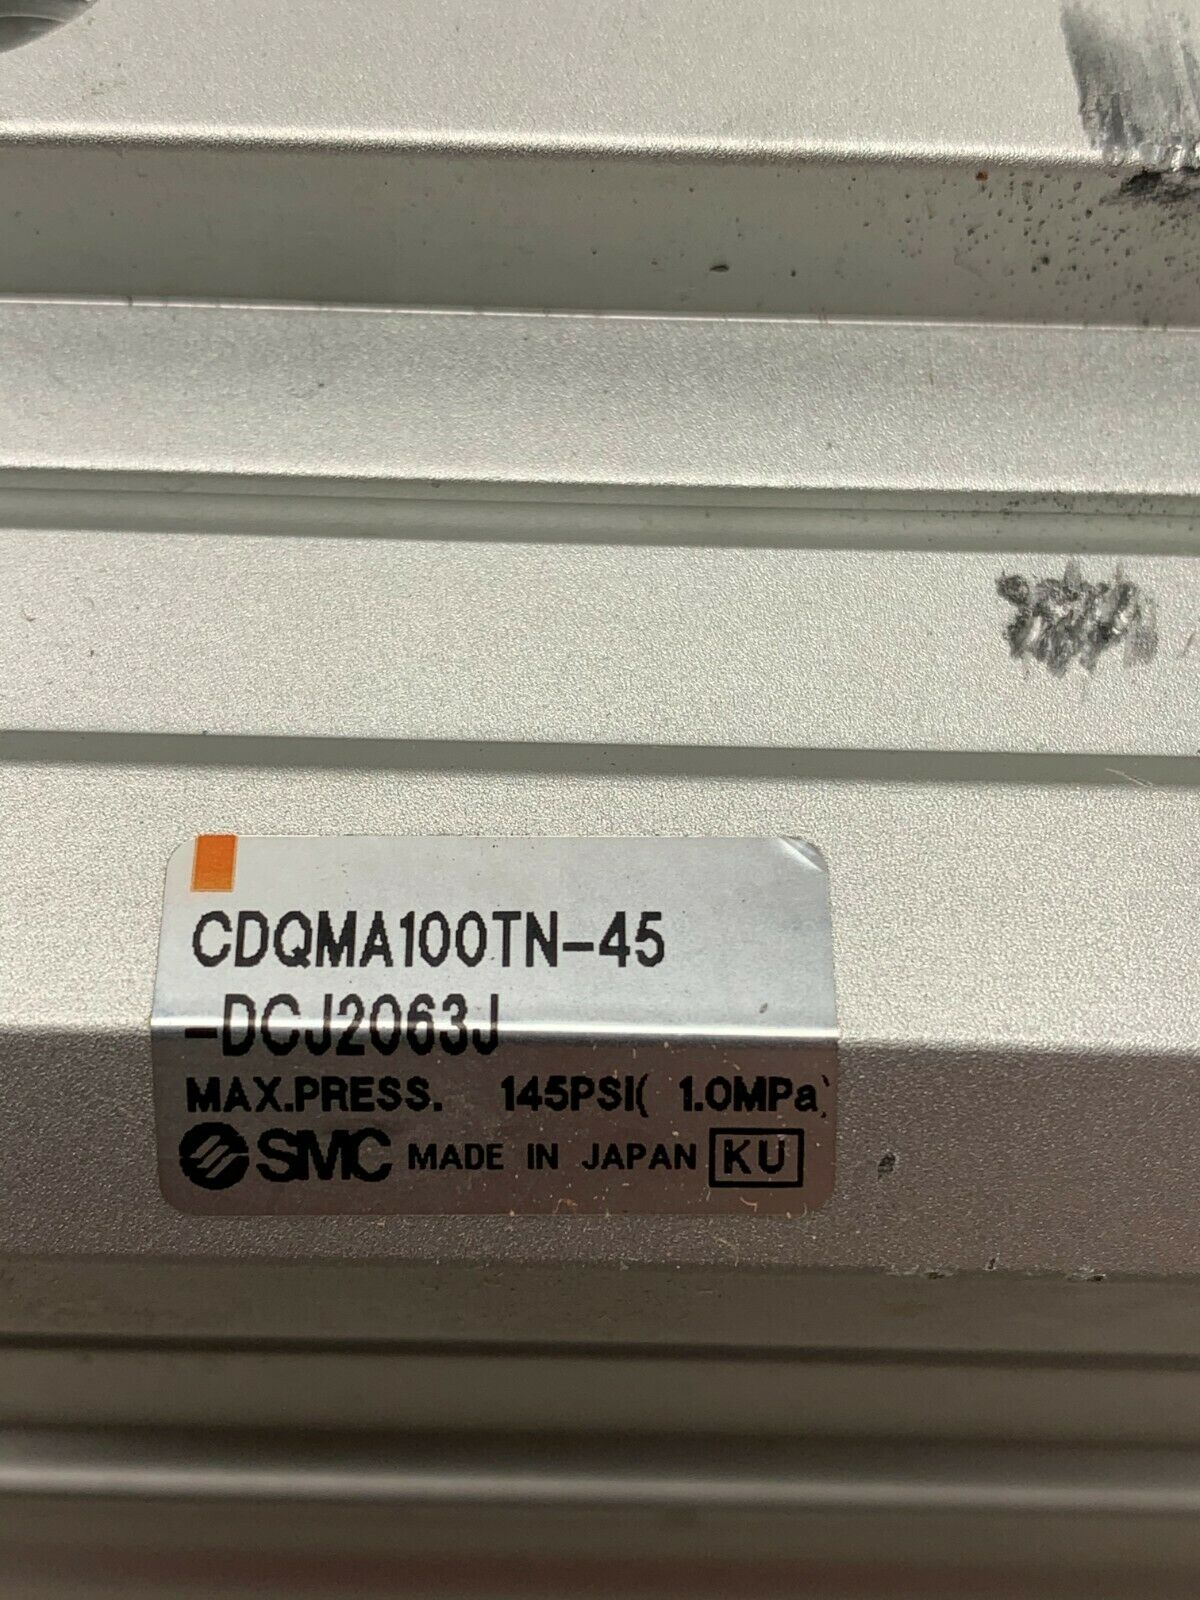 CDQMA100TN-45
-DCJ2063J
MAX.PRESS. 145PSI( 1.0MPa)
SMC MADE IN JAPAN KU